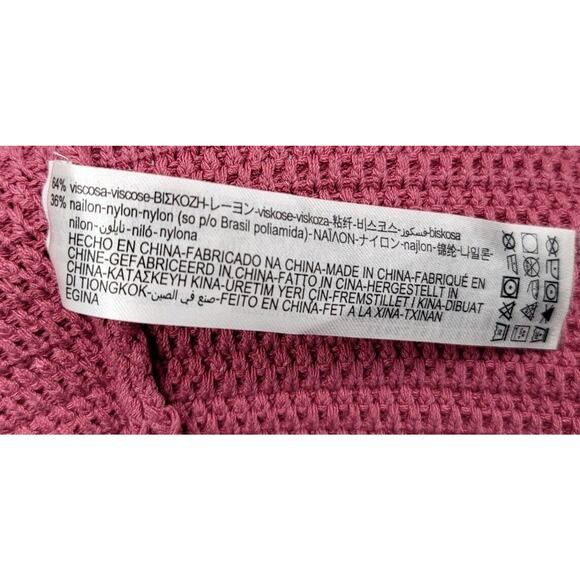 64% viscosa-viscose-ΒΙΣΚΟΖΗ-レーヨン-viskose-viskoza-粘纤-비스코스-فسكوز-biskosa
36% nailon-nylon-nylon (so p/o Brasil poliamida)-ΝΑΪΛΟΝ-ナイロン-najlon-锦纶-나일론-
nilon-نايلون-niló-nylona
HECHO EN CHINA-FABRICADO NA CHINA-MADE IN CHINA-FABRIQUÉ EN
CHINE-GEFABRICEERD IN CHINA-FATTO IN CINA-HERGESTELLT IN
CHINA-ΚΑΤΑΣΚΕΥΗ ΚΙΝΑ-URETIM YERI ÇIN-FREMSTILLET I KINA-DIBUAT
DI TIONGKOK-صنع في الصين-FEITO EN CHINA-FET A LA XINA-TXINAN
EGINA